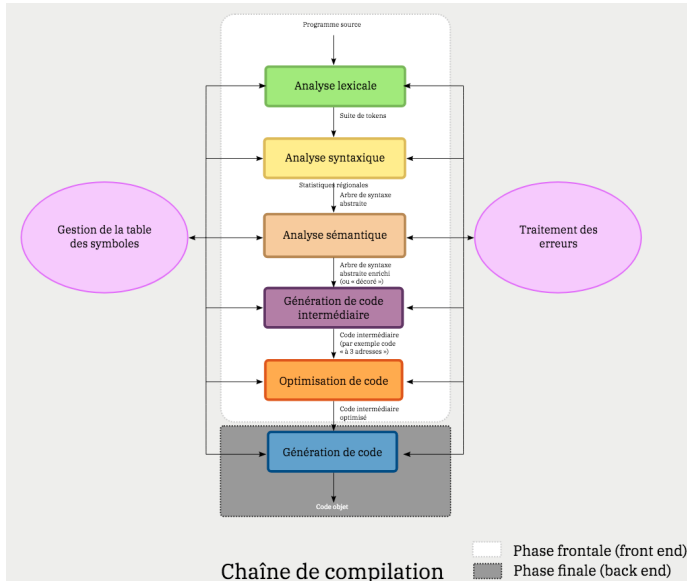 Programme source
Analyse lexicale
Suite de tokens
Analyse syntaxique
Statistiques régionales
Arbre de syntaxe
abstraite
Gestion de la table
des symboles
Analyse sémantique
Traitement des
erreurs
Arbre de syntaxe
abstraite enrichi
(ou « décoré »)
Génération de code
intermédiaire
Code intermédiaire
(par exemple code
« à 3 adresses »)
Optimisation de code
Code intermédiaire
optimisé
Génération de code
Code objet
Chaîne de compilation
Phase frontale (front end)
Phase finale (back end)